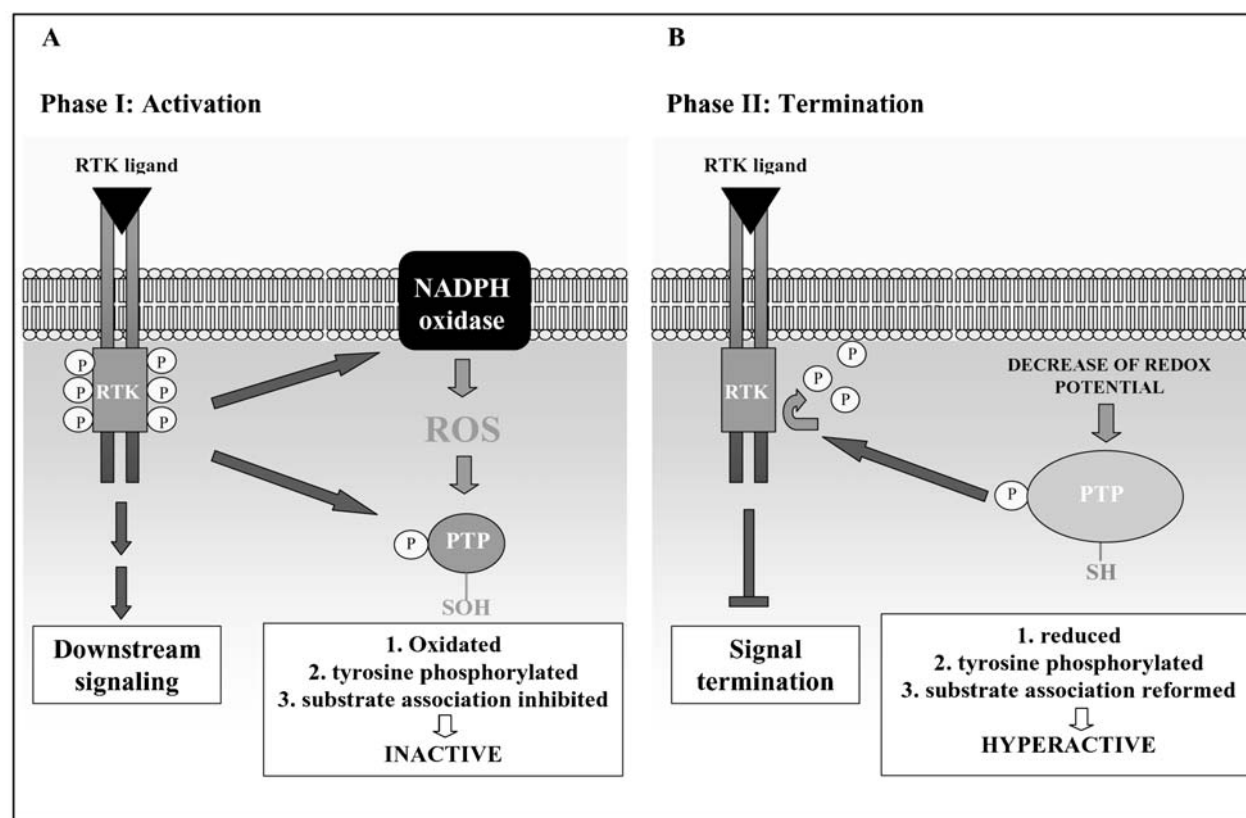 A
Phase I: Activation
RTK ligand
NADPH
oxidase
P
P
P
RTK
P
P
P
ROS
P
PTP
SOH
Downstream
signaling
1. Oxidated
2. tyrosine phosphorylated
3. substrate association inhibited
INACTIVE
B
Phase II: Termination
RTK ligand
RTK
P
P
P
P
DECREASE OF REDOX
POTENTIAL
P
PTP
SH
Signal
termination
1. reduced
2. tyrosine phosphorylated
3. substrate association reformed
HYPERACTIVE